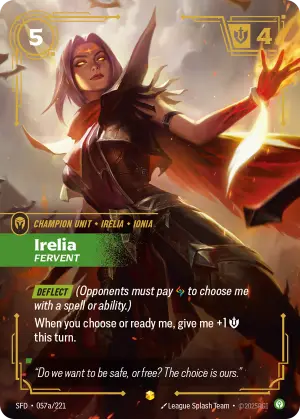 5
4
CHAMPION UNIT • IRELIA • IONIA
Irelia
FERVENT
DEFLECT (Opponents must pay to choose me
with a spell or ability.)
When you choose or ready me, give me +1
this turn.
"Do we want to be safe, or free? The choice is ours."
SFD • 057a/221
League Splash Team • ©2025